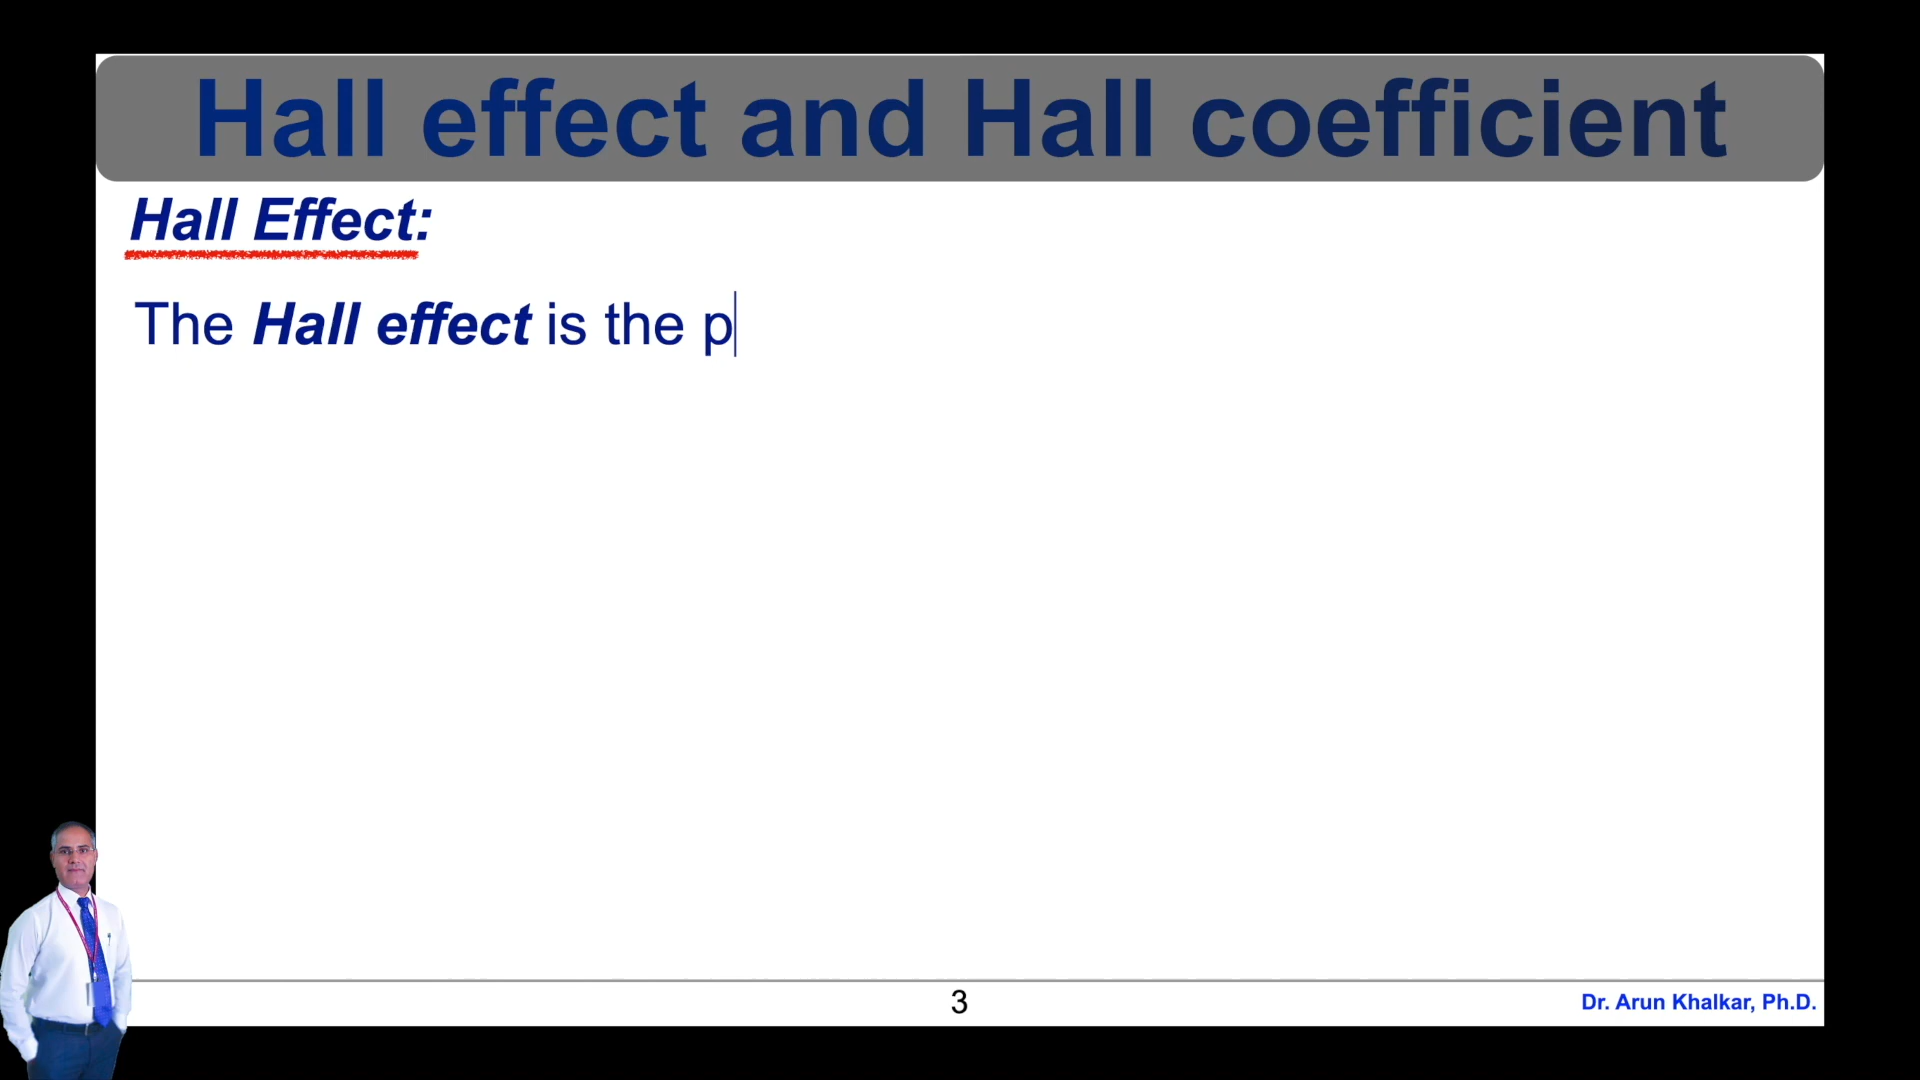 Hall effect and Hall coefficient
Hall Effect:
The Hall effect is the p
3
Dr. Arun Khalkar, Ph.D.